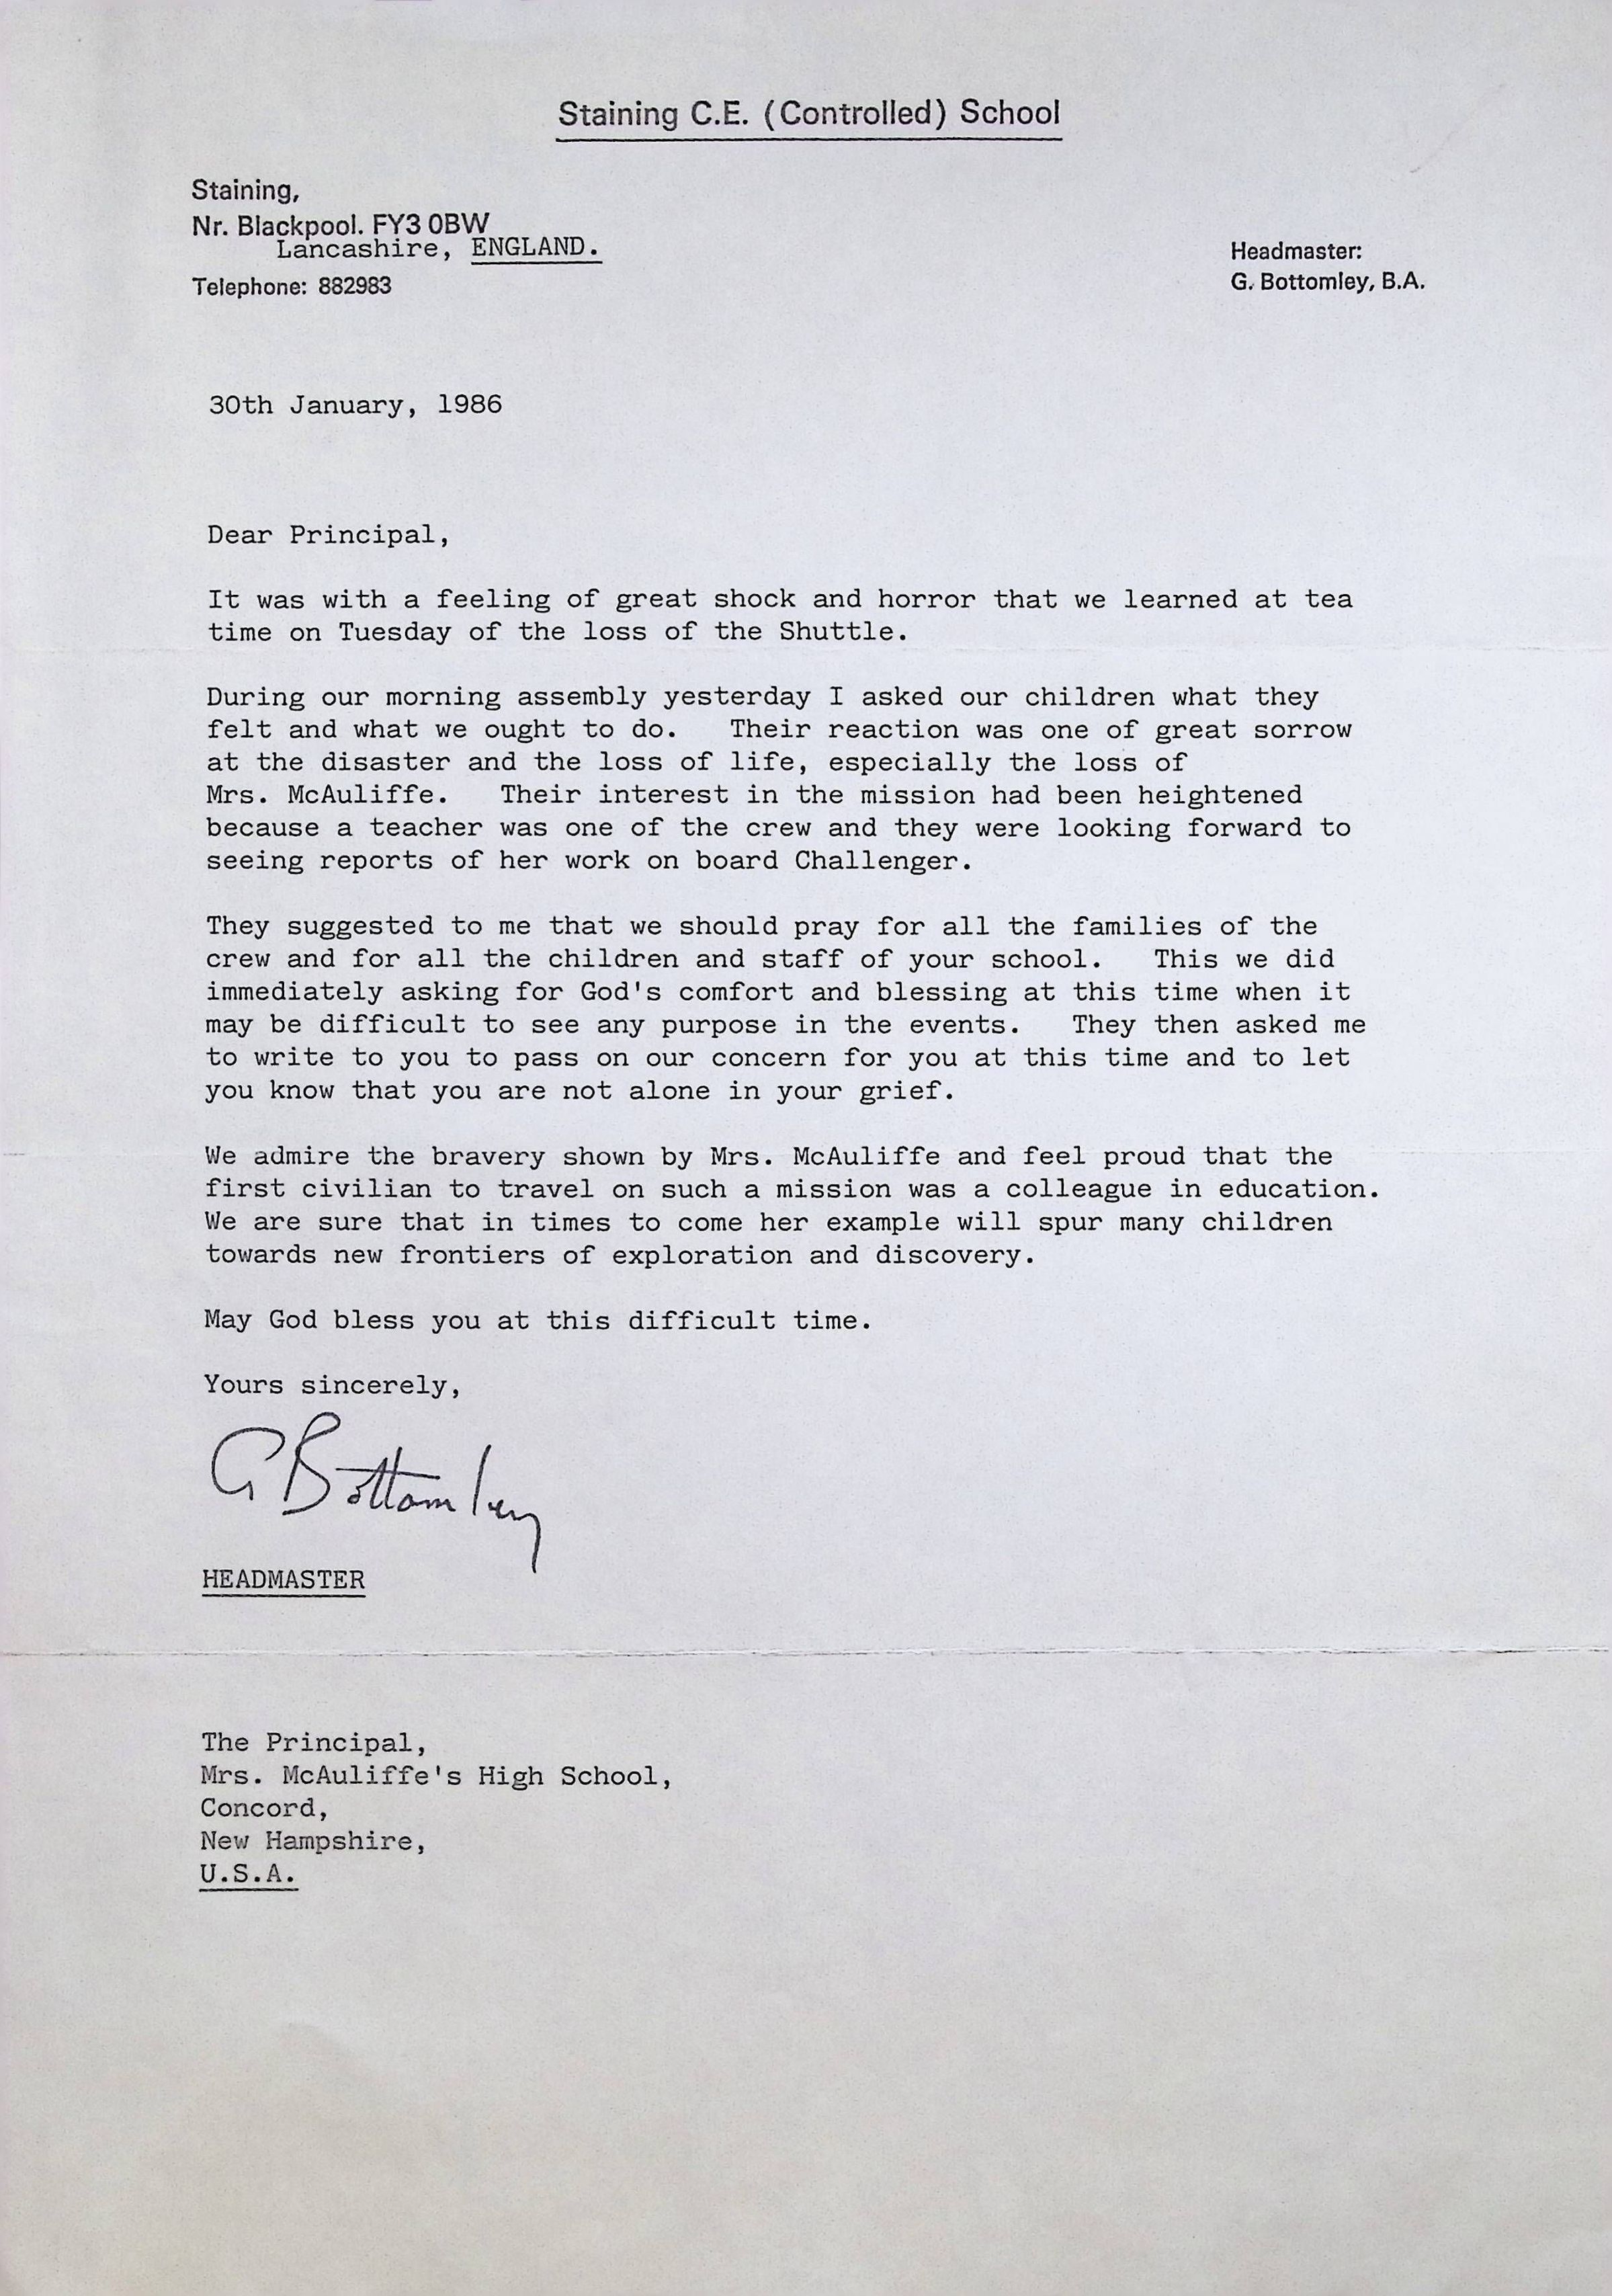 Staining C.E. (Controlled) School
Staining,
Nr. Blackpool. FY3 0BW
Lancashire, ENGLAND.
Telephone: 882983
Headmaster:
G. Bottomley, B.A.
30th January, 1986
Dear Principal,
It was with a feeling of great shock and horror that we learned at tea
time on Tuesday of the loss of the Shuttle.
During our morning assembly yesterday I asked our children what they
felt and what we ought to do. Their reaction was one of great sorrow
at the disaster and the loss of life, especially the loss of
Mrs. McAuliffe. Their interest in the mission had been heightened
because a teacher was one of the crew and they were looking forward to
seeing reports of her work on board Challenger.
They suggested to me that we should pray for all the families of the
crew and for all the children and staff of your school. This we did
immediately asking for God's comfort and blessing at this time when it
may be difficult to see any purpose in the events. They then asked me
to write to you to pass on our concern for you at this time and to let
you know that you are not alone in your grief.
We admire the bravery shown by Mrs. McAuliffe and feel proud that the
first civilian to travel on such a mission was a colleague in education.
We are sure that in times to come her example will spur many children
towards new frontiers of exploration and discovery.
May God bless you at this difficult time.
Yours sincerely,
G Bottomley
HEADMASTER
The Principal,
Mrs. McAuliffe's High School,
Concord,
New Hampshire,
U.S.A.